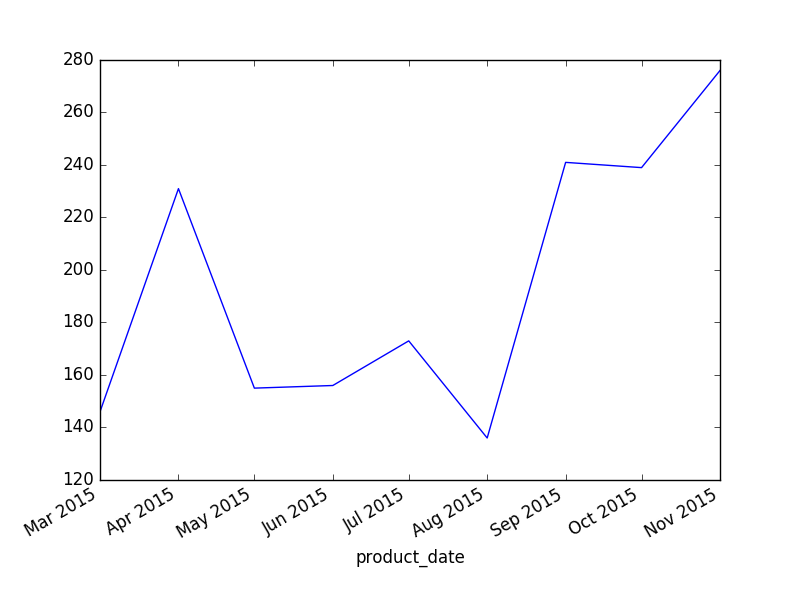 280
260
240
220
200
180
160
140
120
Mar 2015
Apr 2015
May 2015
Jun 2015
Jul 2015
Aug 2015
Sep 2015
Oct 2015
Nov 2015
product_date